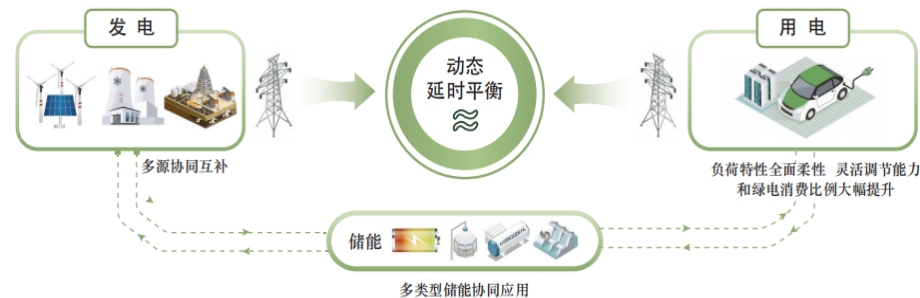 发电
用电
动态
延时平衡
多源协同互补
负荷特性全面柔性 灵活调节能力
和绿电消费比例大幅提升
储能
HYDROGEN H₂
多类型储能协同应用